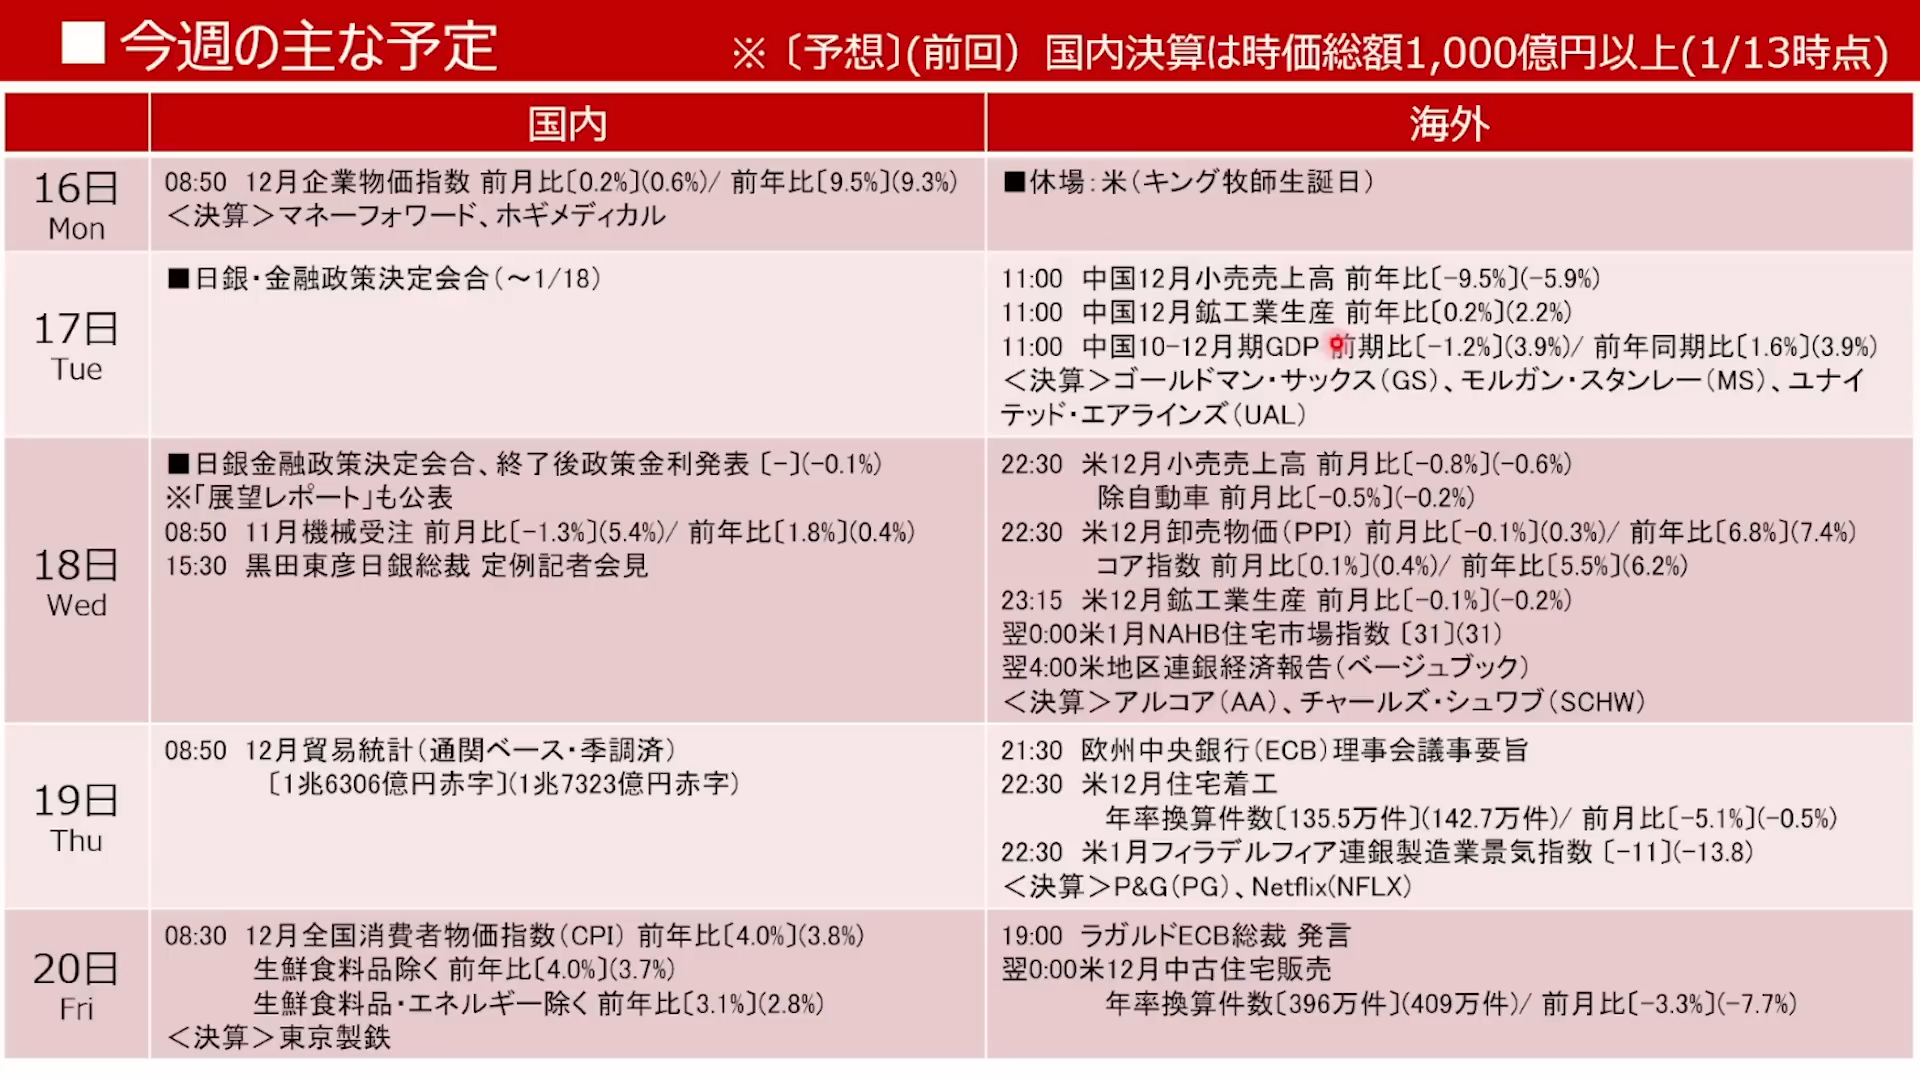 ■今週の主な予定
※〔予想〕(前回) 国内決算は時価総額1,000億円以上(1/13時点)
国内
海外
16日
Mon
08:50 12月企業物価指数 前月比〔0.2%〕(0.6%)/ 前年比〔9.5%〕(9.3%)
＜決算＞マネーフォワード、ホギメディカル
■休場：米（キング牧師生誕日）
17日
Tue
■日銀・金融政策決定会合（～1/18）
11:00 中国12月小売売上高 前年比〔-9.5%〕(-5.9%)
11:00 中国12月鉱工業生産 前年比〔0.2%〕(2.2%)
11:00 中国10-12月期GDP 前期比〔-1.2%〕(3.9%)/ 前年同期比〔1.6%〕(3.9%)
＜決算＞ゴールドマン・サックス（GS）、モルガン・スタンレー（MS）、ユナイ
テッド・エアラインズ（UAL）
18日
Wed
■日銀金融政策決定会合、終了後政策金利発表 〔-〕(-0.1%)
※「展望レポート」も公表
08:50 11月機械受注 前月比〔-1.3%〕(5.4%)/ 前年比〔1.8%〕(0.4%)
15:30 黒田東彦日銀総裁 定例記者会見
22:30 米12月小売売上高 前月比〔-0.8%〕(-0.6%)
除自動車 前月比〔-0.5%〕(-0.2%)
22:30 米12月卸売物価（PPI） 前月比〔-0.1%〕(0.3%)/ 前年比〔6.8%〕(7.4%)
コア指数 前月比〔0.1%〕(0.4%)/ 前年比〔5.5%〕(6.2%)
23:15 米12月鉱工業生産 前月比〔-0.1%〕(-0.2%)
翌0:00米1月NAHB住宅市場指数 〔31〕(31)
翌4:00米地区連銀経済報告（ベージュブック）
＜決算＞アルコア（AA）、チャールズ・シュワブ（SCHW）
19日
Thu
08:50 12月貿易統計（通関ベース・季調済）
〔1兆6306億円赤字〕(1兆7323億円赤字)
21:30 欧州中央銀行（ECB）理事会議事要旨
22:30 米12月住宅着工
年率換算件数〔135.5万件〕(142.7万件)/ 前月比〔-5.1%〕(-0.5%)
22:30 米1月フィラデルフィア連銀製造業景気指数 〔-11〕(-13.8)
＜決算＞P&G（PG）、Netflix(NFLX)
20日
Fri
08:30 12月全国消費者物価指数（CPI） 前年比〔4.0%〕(3.8%)
生鮮食料品除く 前年比〔4.0%〕(3.7%)
生鮮食料品・エネルギー除く 前年比〔3.1%〕(2.8%)
＜決算＞東京製鉄
19:00 ラガルドECB総裁 発言
翌0:00米12月中古住宅販売
年率換算件数〔396万件〕(409万件)/ 前月比〔-3.3%〕(-7.7%)